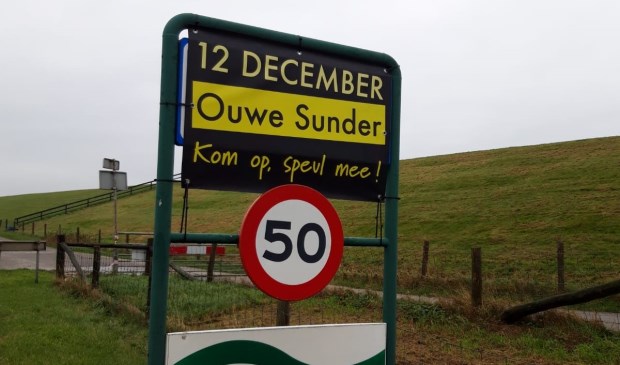 12 DECEMBER
Ouwe Sunder
Kom op, speul mee!
50